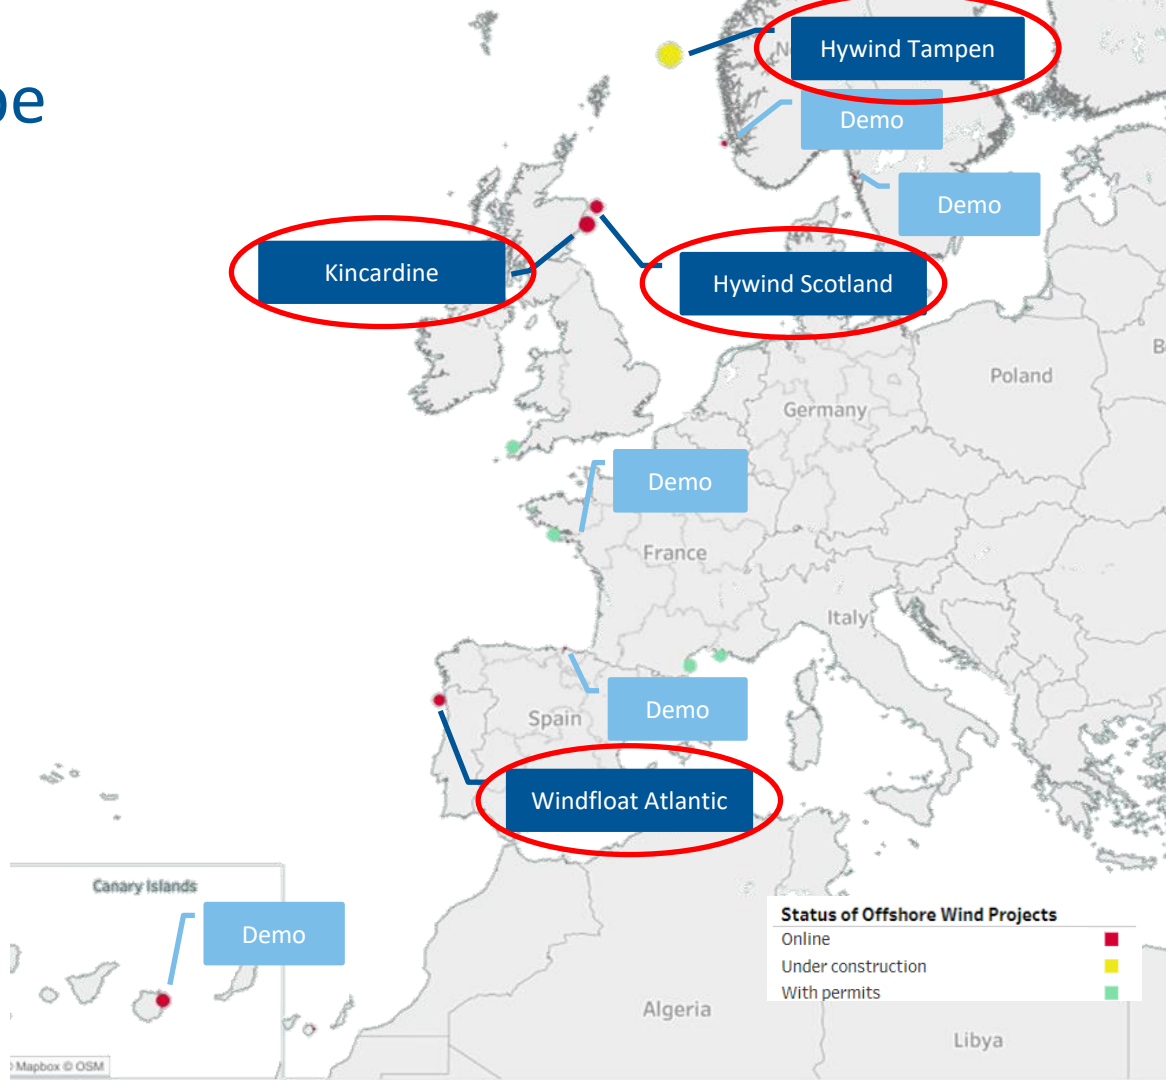 pe
Hywind Tampen
Demo
Demo
Kincardine
Hywind Scotland
Poland
Germany
Demo
France
Italy
Demo
Spain
Windfloat Atlantic
Canary Islands
Demo
Status of Offshore Wind Projects
Online
Under construction
With permits
Algeria
Libya
Mapbox © OSM